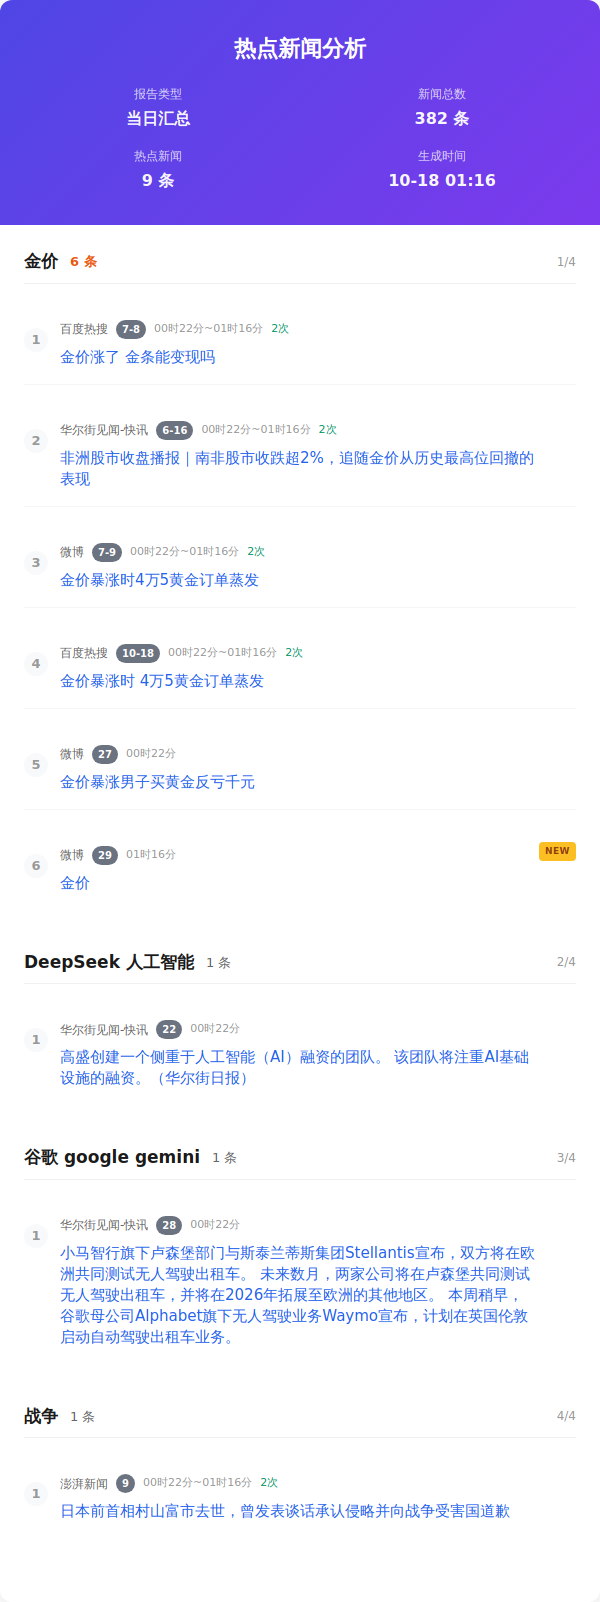 热点新闻分析
报告类型
新闻总数
当日汇总
382 条
热点新闻
生成时间
9 条
10-18 01:16
金价 6 条 1/4
1
百度热搜 7-8 00时22分~01时16分 2次
金价涨了 金条能变现吗
2
华尔街见闻-快讯 6-16 00时22分~01时16分 2次
非洲股市收盘播报｜南非股市收跌超2%，追随金价从历史最高位回撤的
表现
3
微博 7-9 00时22分~01时16分 2次
金价暴涨时4万5黄金订单蒸发
4
百度热搜 10-18 00时22分~01时16分 2次
金价暴涨时 4万5黄金订单蒸发
5
微博 27 00时22分
金价暴涨男子买黄金反亏千元
6
微博 29 01时16分 NEW
金价
DeepSeek 人工智能 1 条 2/4
1
华尔街见闻-快讯 22 00时22分
高盛创建一个侧重于人工智能（AI）融资的团队。 该团队将注重AI基础
设施的融资。（华尔街日报）
谷歌 google gemini 1 条 3/4
1
华尔街见闻-快讯 28 00时22分
小马智行旗下卢森堡部门与斯泰兰蒂斯集团Stellantis宣布，双方将在欧
洲共同测试无人驾驶出租车。 未来数月，两家公司将在卢森堡共同测试
无人驾驶出租车，并将在2026年拓展至欧洲的其他地区。 本周稍早，
谷歌母公司Alphabet旗下无人驾驶业务Waymo宣布，计划在英国伦敦
启动自动驾驶出租车业务。
战争 1 条 4/4
1
澎湃新闻 9 00时22分~01时16分 2次
日本前首相村山富市去世，曾发表谈话承认侵略并向战争受害国道歉